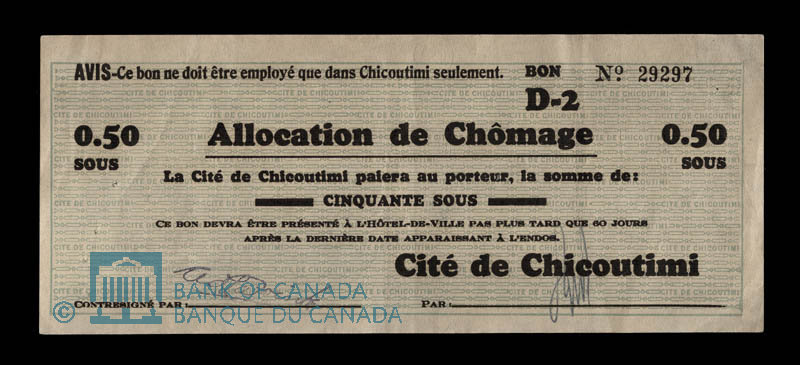 AVIS-Ce bon ne doit être employé que dans Chicoutimi seulement. BON Nº 29297
D-2
0.50 SOUS
Allocation de Chômage
0.50 SOUS
La Cité de Chicoutimi paiera au porteur, la somme de:
CINQUANTE SOUS
CE BON DEVRA ÊTRE PRÉSENTÉ À L'HÔTEL-DE-VILLE PAS PLUS TARD QUE 60 JOURS
APRÈS LA DERNIÈRE DATE APPARAISSANT À L'ENDOS.
Cité de Chicoutimi
CONTRESIGNÉ PAR:
PAR:
© BANK OF CANADA
BANQUE DU CANADA